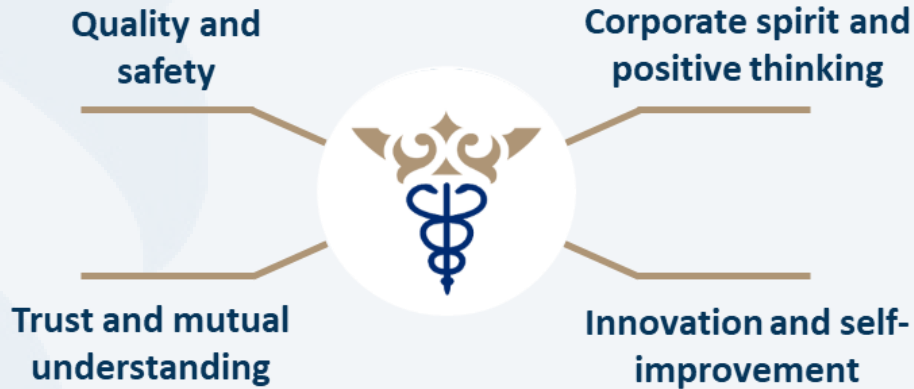 Quality and
safety
Corporate spirit and
positive thinking
Trust and mutual
understanding
Innovation and self-
improvement